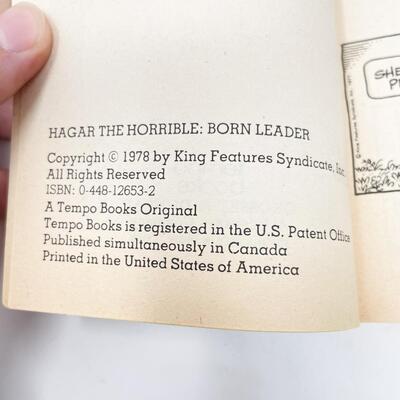 HAGAR THE HORRIBLE: BORN LEADER
Copyright © 1978 by King Features Syndicate, Inc.
All Rights Reserved
ISBN: 0-448-12653-2
A Tempo Books Original
Tempo Books is registered in the U.S. Patent Office
Published simultaneously in Canada
Printed in the United States of America